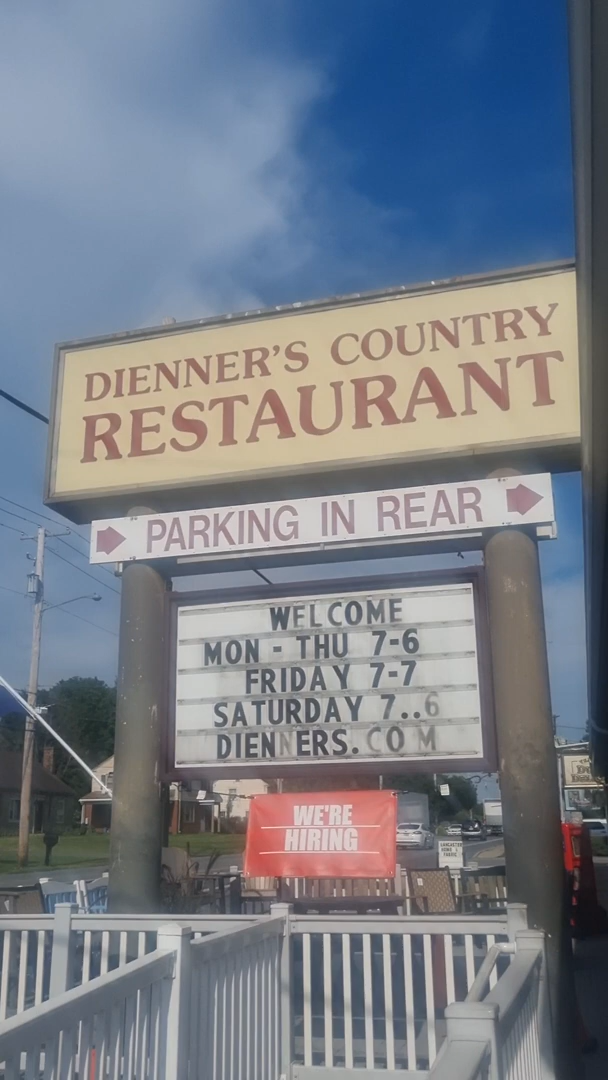 DIENNER'S COUNTRY
RESTAURANT
PARKING IN REAR
WELCOME
MON - THU 7-6
FRIDAY 7-7
SATURDAY 7..6
DIENNERS.COM
WE'RE
HIRING
LANCASTER